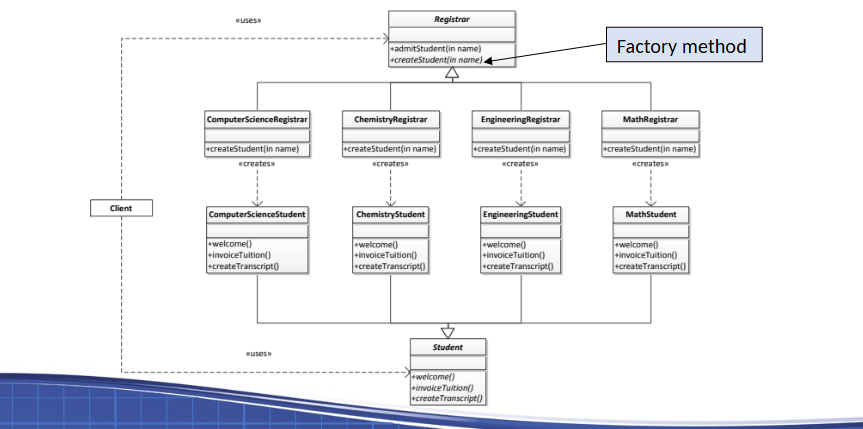 «uses»
Registrar
+admitStudent(in name)
+createStudent(in name)
Factory method
ComputerScienceRegistrar
+createStudent(in name)
ChemistryRegistrar
+createStudent(in name)
EngineeringRegistrar
+createStudent(in name)
MathRegistrar
+createStudent(in name)
«creates»
«creates»
«creates»
«creates»
Client
ComputerScienceStudent
+welcome()
+invoiceTuition()
+createTranscript()
ChemistryStudent
+welcome()
+invoiceTuition()
+createTranscript()
EngineeringStudent
+welcome()
+invoiceTuition()
+createTranscript()
MathStudent
+welcome()
+invoiceTuition()
+createTranscript()
«uses»
Student
+welcome()
+invoiceTuition()
+createTranscript()